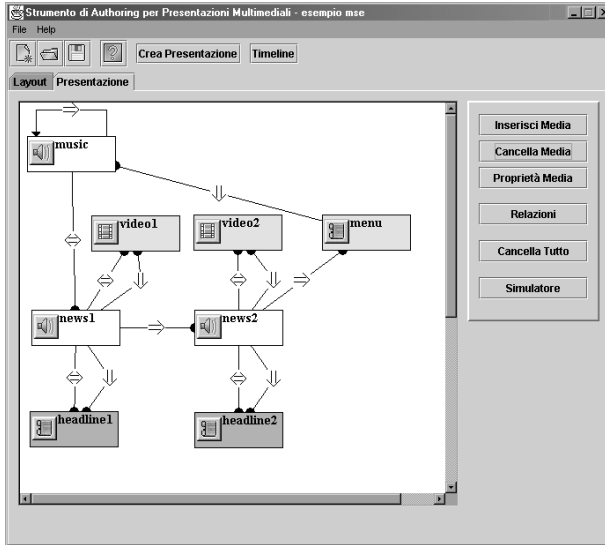 Strumento di Authoring per Presentazioni Multimediali - esempio mse
File Help
Crea Presentazione Timeline
Layout Presentazione
music
video1 video2 menu
news1 news2
headline1 headline2
Inserisci Media
Cancella Media
Proprietà Media
Relazioni
Cancella Tutto
Simulatore